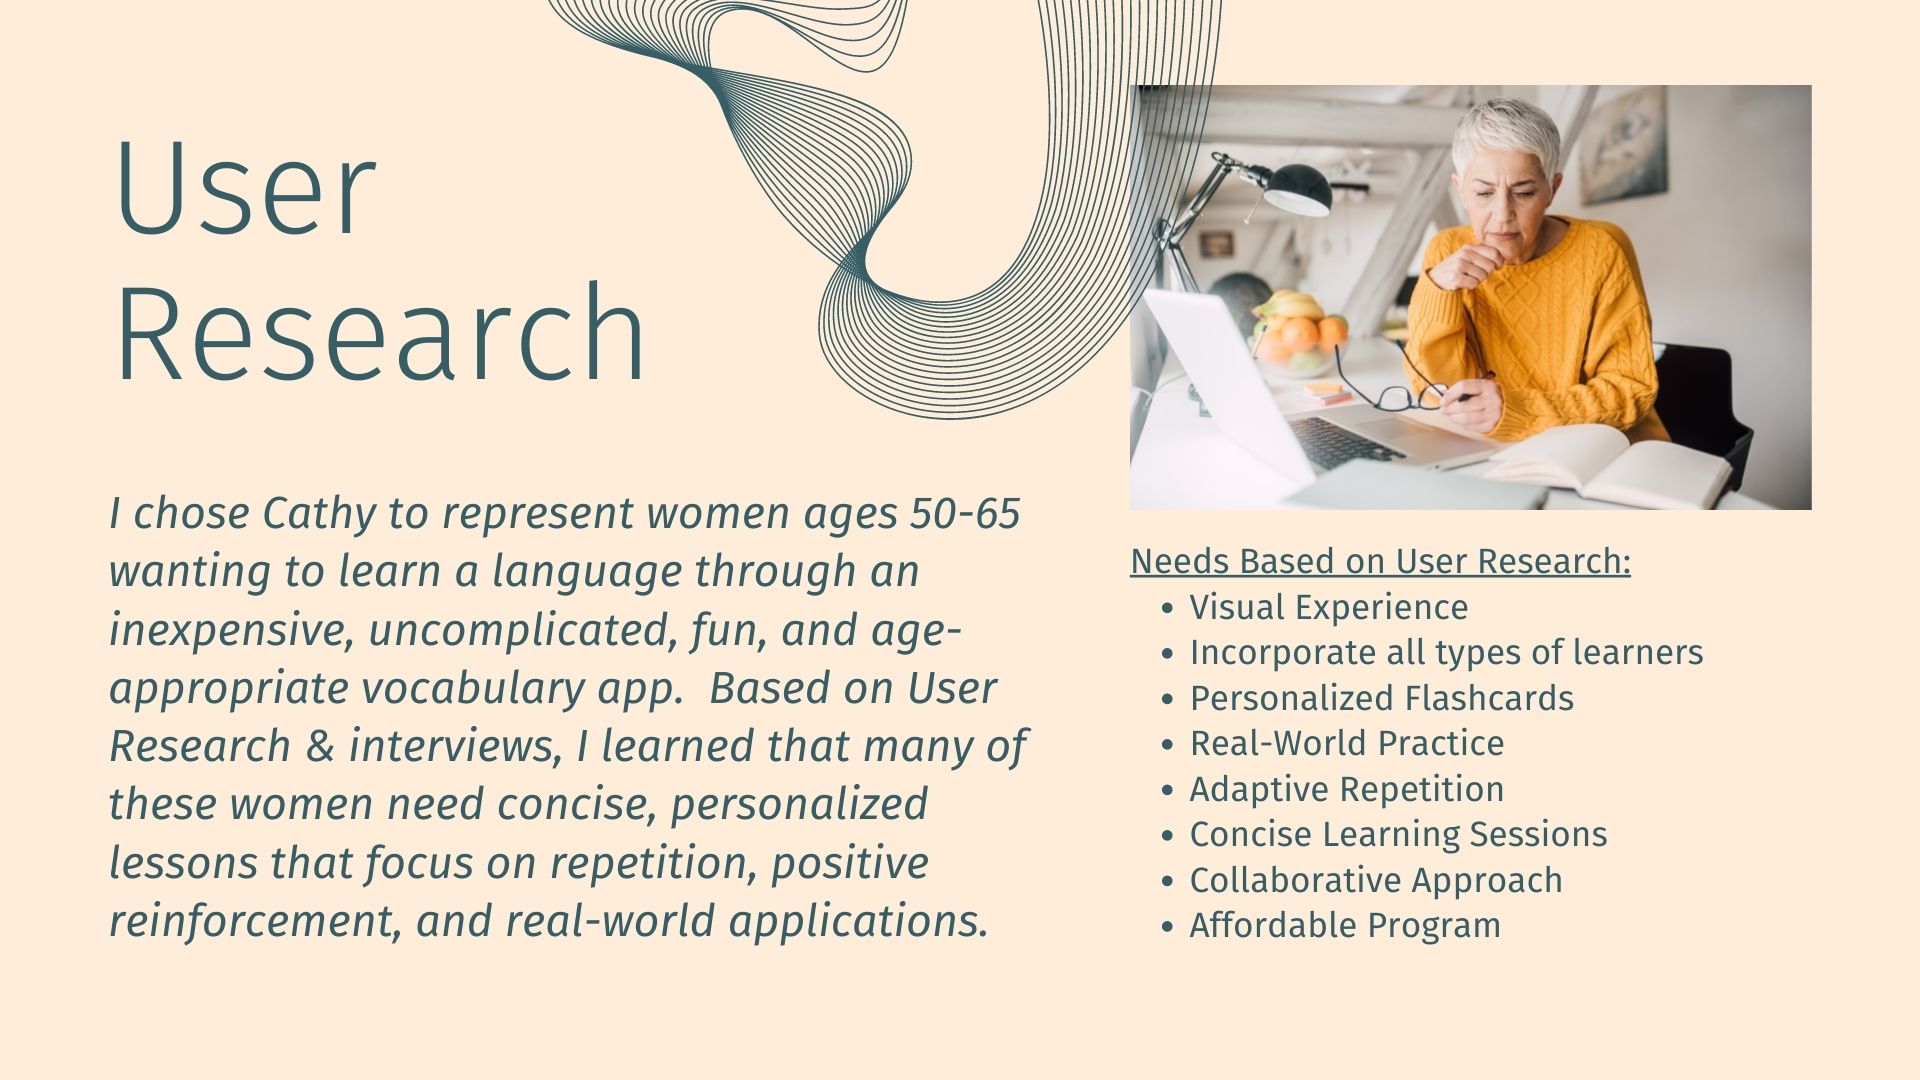 User
Research
I chose Cathy to represent women ages 50-65
wanting to learn a language through an
inexpensive, uncomplicated, fun, and age-
appropriate vocabulary app.  Based on User
Research & interviews, I learned that many of
these women need concise, personalized
lessons that focus on repetition, positive
reinforcement, and real-world applications.
Needs Based on User Research:
• Visual Experience
• Incorporate all types of learners
• Personalized Flashcards
• Real-World Practice
• Adaptive Repetition
• Concise Learning Sessions
• Collaborative Approach
• Affordable Program